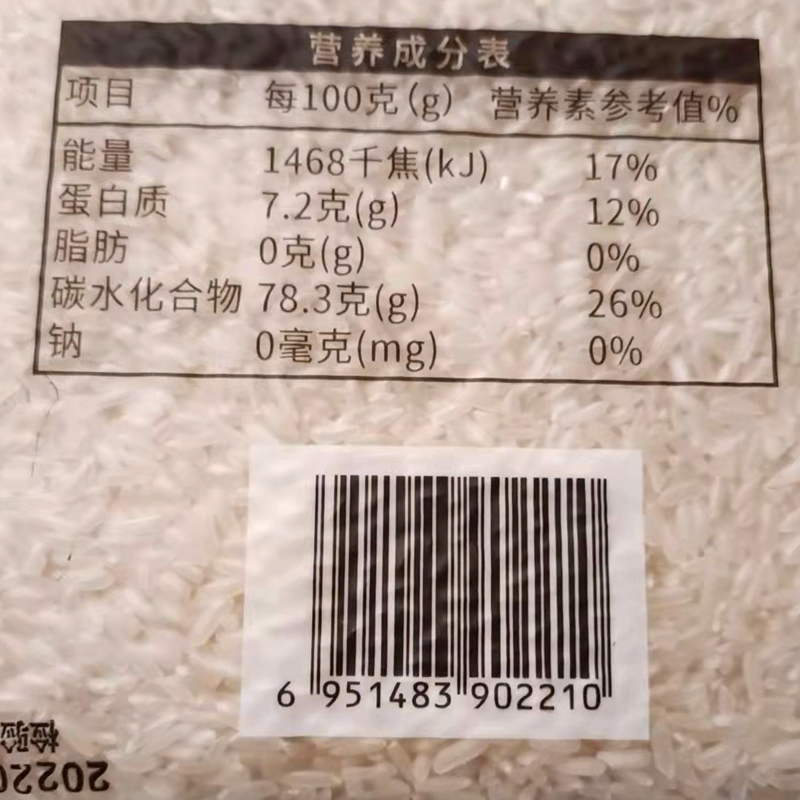 营养成分表
项目 每100克(g) 营养素参考值%
能量 1468千焦(kJ) 17%
蛋白质 7.2克(g) 12%
脂肪 0克(g) 0%
碳水化合物 78.3克(g) 26%
钠 0毫克(mg) 0%
6 951483 902210
检验
2022